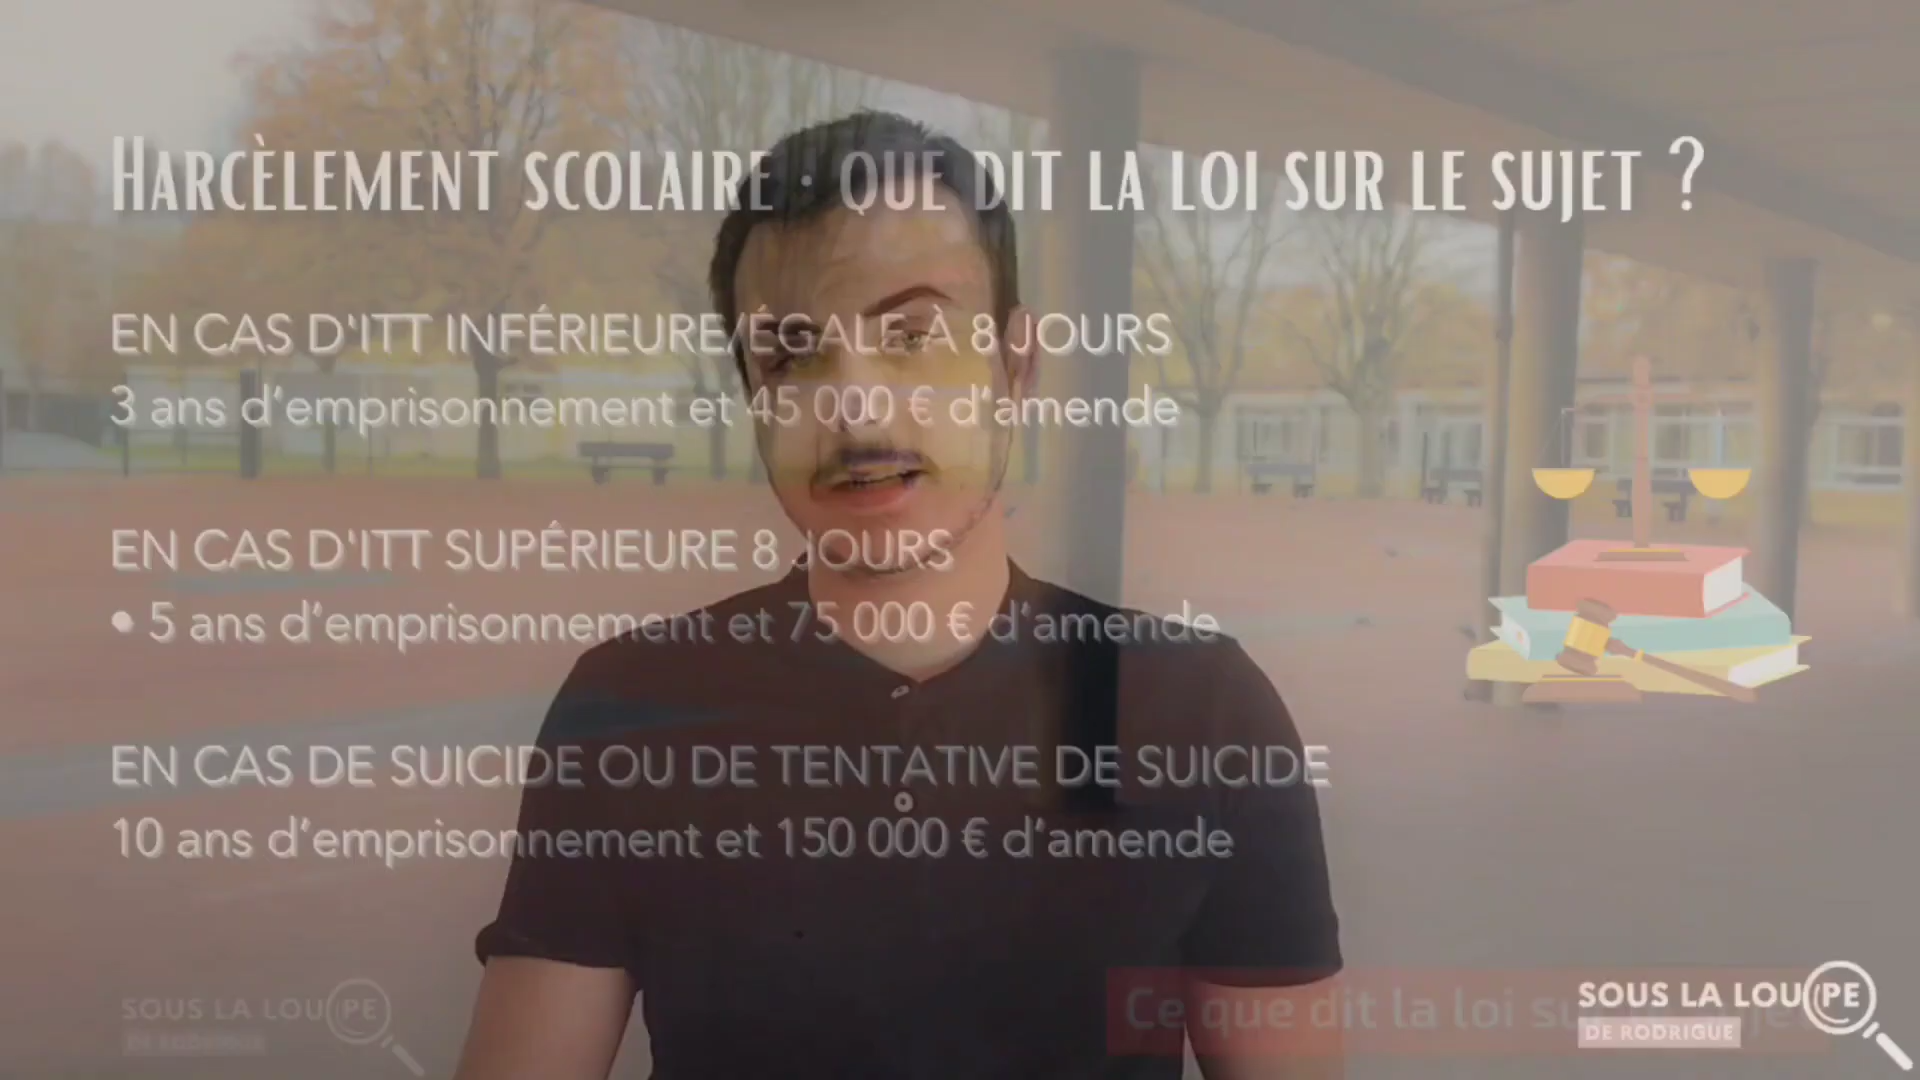 Harcèlement scolaire : que dit la loi sur le sujet ?
EN CAS D'ITT INFÉRIEURE/ÉGALE À 8 JOURS
3 ans d'emprisonnement et 45 000 € d'amende
EN CAS D'ITT SUPÉRIEURE 8 JOURS
• 5 ans d'emprisonnement et 75 000 € d'amende
EN CAS DE SUICIDE OU DE TENTATIVE DE SUICIDE
10 ans d'emprisonnement et 150 000 € d'amende
SOUS LA LOUPE
DE RODRIGUE
Ce que dit la loi
SOUS LA LOUPE
DE RODRIGUE